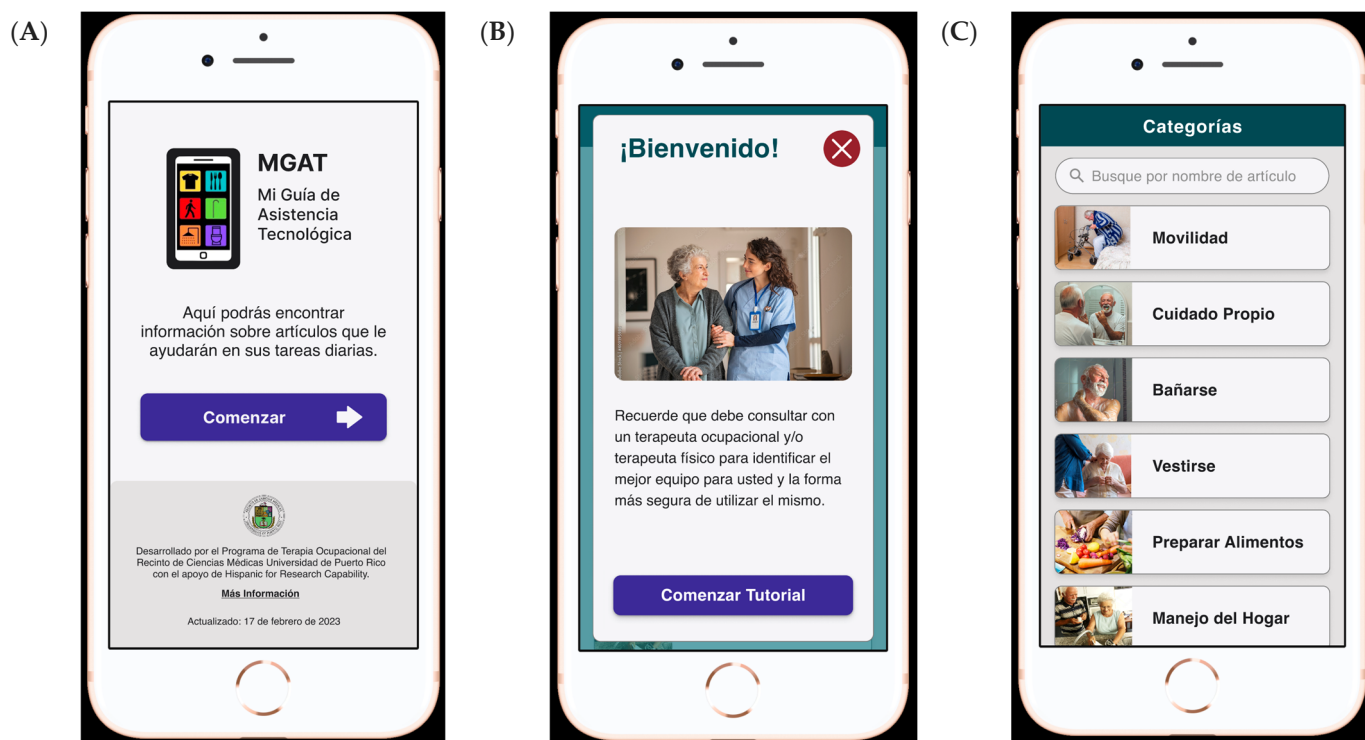 (A)
MGAT
Mi Guía de
Asistencia
Tecnológica
Aquí podrás encontrar
información sobre artículos que le
ayudarán en sus tareas diarias.
Comenzar
Desarrollado por el Programa de Terapia Ocupacional del
Recinto de Ciencias Médicas Universidad de Puerto Rico
con el apoyo de Hispanic for Research Capability.
Más Información
Actualizado: 17 de febrero de 2023
(B)
¡Bienvenido!
Recuerde que debe consultar con
un terapeuta ocupacional y/o
terapeuta físico para identificar el
mejor equipo para usted y la forma
más segura de utilizar el mismo.
Comenzar Tutorial
(C)
Categorías
Busque por nombre de artículo
Movilidad
Cuidado Propio
Bañarse
Vestirse
Preparar Alimentos
Manejo del Hogar